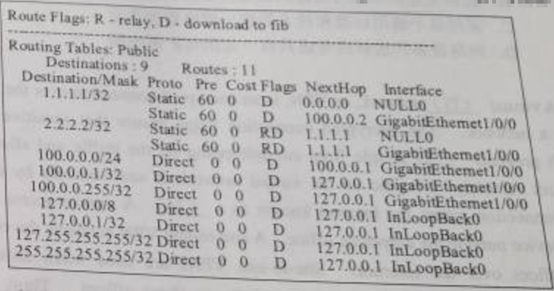 Route Flags: R - relay, D - download to fib
Routing Tables: Public
Destinations : 9 Routes : 11
Destination/Mask Proto Pre Cost Flags NextHop Interface
1.1.1.1/32 Static 60 0 D 0.0.0.0 NULL0
Static 60 0 D 100.0.0.2 GigabitEthernet1/0/0
2.2.2.2/32 Static 60 0 RD 1.1.1.1 NULL0
Static 60 0 RD 1.1.1.1 GigabitEthernet1/0/0
100.0.0.0/24 Direct 0 0 D 100.0.0.1 GigabitEthernet1/0/0
100.0.0.1/32 Direct 0 0 D 127.0.0.1 GigabitEthernet1/0/0
100.0.0.255/32 Direct 0 0 D 127.0.0.1 GigabitEthernet1/0/0
127.0.0.0/8 Direct 0 0 D 127.0.0.1 InLoopBack0
127.0.0.1/32 Direct 0 0 D 127.0.0.1 InLoopBack0
127.255.255.255/32 Direct 0 0 D 127.0.0.1 InLoopBack0
255.255.255.255/32 Direct 0 0 D 127.0.0.1 InLoopBack0